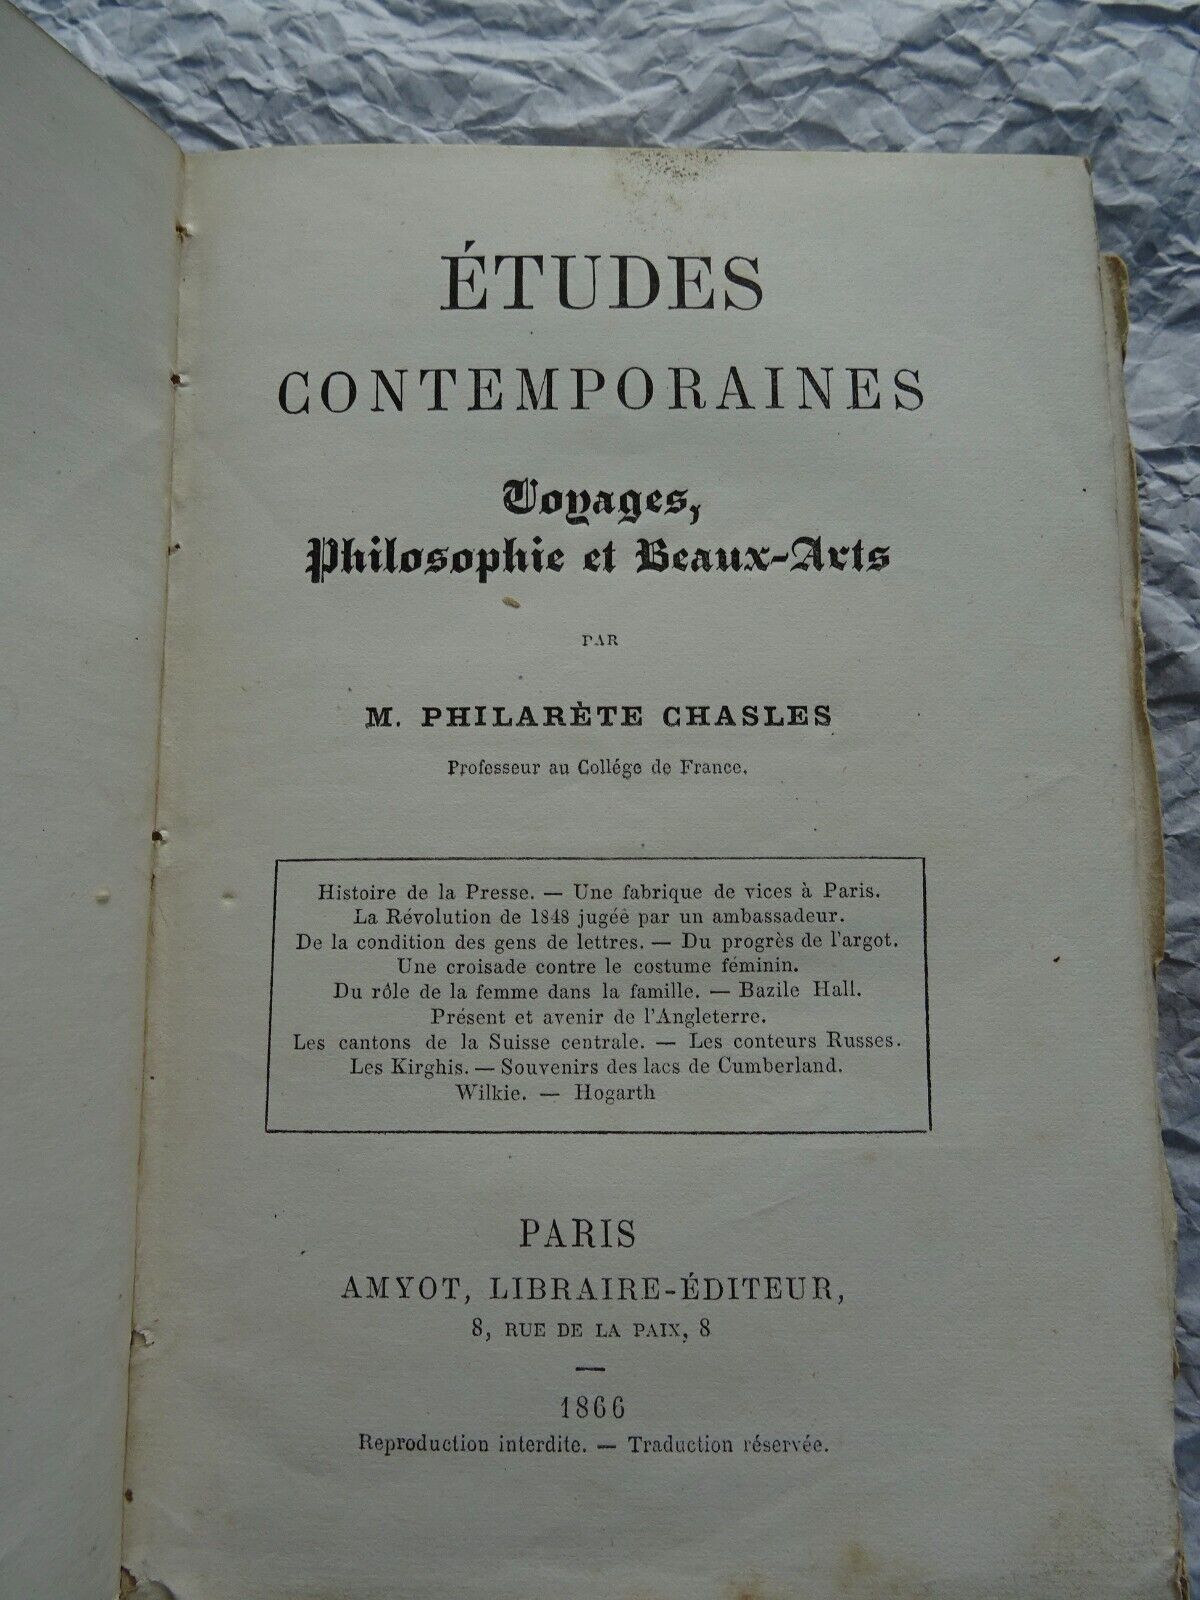 ÉTUDES
CONTEMPORAINES
Voyages,
Philosophie et Beaux-Arts
PAR
M. PHILARÈTE CHASLES
Professeur au Collége de France.
Histoire de la Presse. — Une fabrique de vices à Paris.
La Révolution de 1848 jugée par un ambassadeur.
De la condition des gens de lettres. — Du progrès de l'argot.
Une croisade contre le costume féminin.
Du rôle de la femme dans la famille. — Bazile Hall.
Présent et avenir de l'Angleterre.
Les cantons de la Suisse centrale. — Les conteurs Russes.
Les Kirghis. — Souvenirs des lacs de Cumberland.
Wilkie. — Hogarth
PARIS
AMYOT, LIBRAIRE-ÉDITEUR,
8, RUE DE LA PAIX, 8
—
1866
Reproduction interdite. — Traduction réservée.